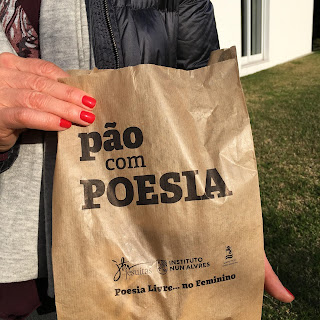 pão
com
POESIA
INSTITUTO
NUN ALVRES
Poesia Livre... no Feminino